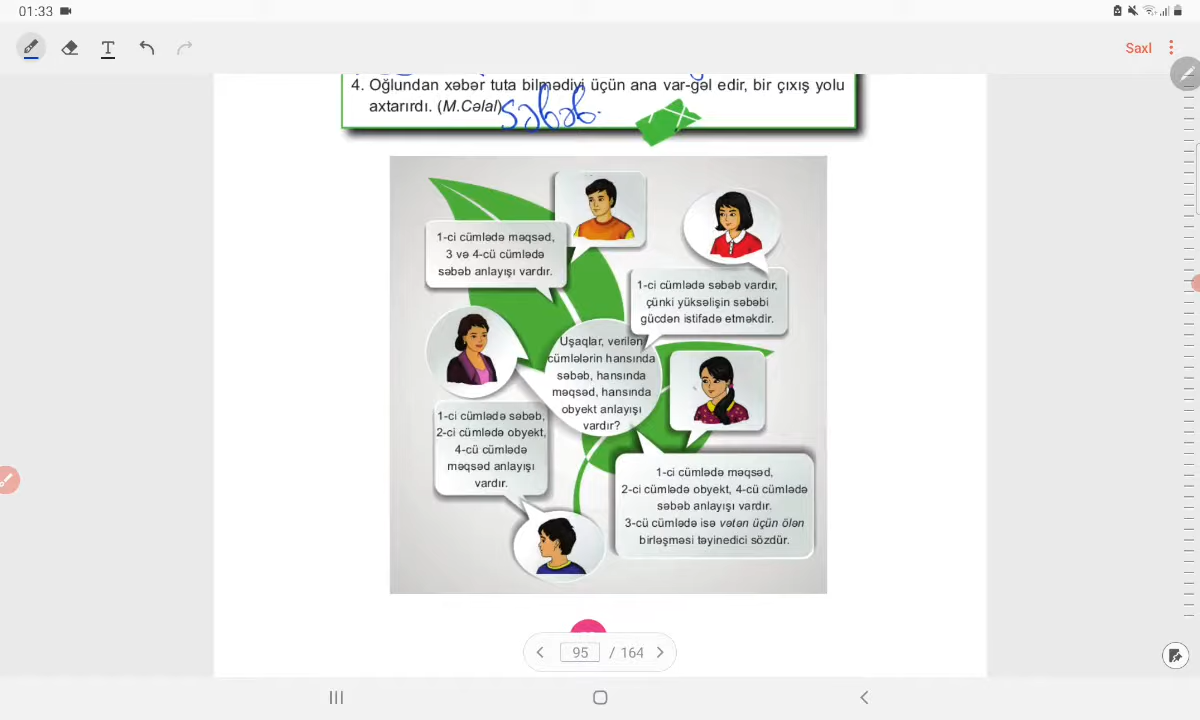 01:33
Saxl
4. Oğlundan xəbər tuta bilmədiyi üçün ana var-gəl edir, bir çıxış yolu
axtarırdı. (M.Cəlal)
səbəb.
1-ci cümlədə məqsəd,
3 və 4-cü cümlədə
səbəb anlayışı vardır.
1-ci cümlədə səbəb vardır,
çünki yüksəlişin səbəbi
gücdən istifadə etməkdir.
Uşaqlar, verilən
cümlələrin hansında
səbəb, hansında
məqsəd, hansında
obyekt anlayışı
vardır?
1-ci cümlədə səbəb,
2-ci cümlədə obyekt,
4-cü cümlədə
məqsəd anlayışı
vardır.
1-ci cümlədə məqsəd,
2-ci cümlədə obyekt, 4-cü cümlədə
səbəb anlayışı vardır.
3-cü cümlədə isə vətən üçün ölən
birləşməsi təyinedici sözdür.
95 / 164